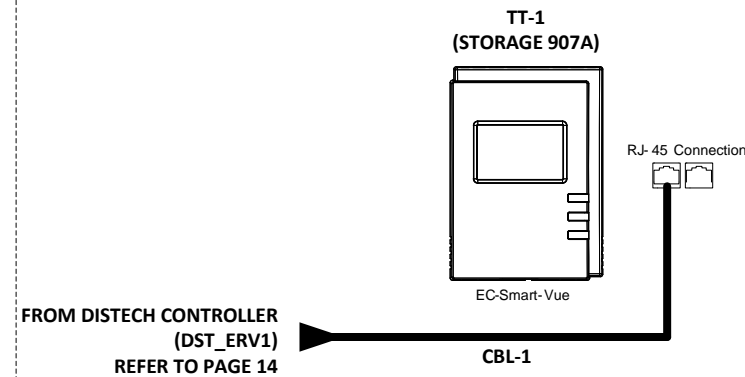 TT-1
(STORAGE 907A)
RJ- 45 Connection
EC-Smart-Vue
FROM DISTECH CONTROLLER
(DST_ERV1)
REFER TO PAGE 14
CBL-1